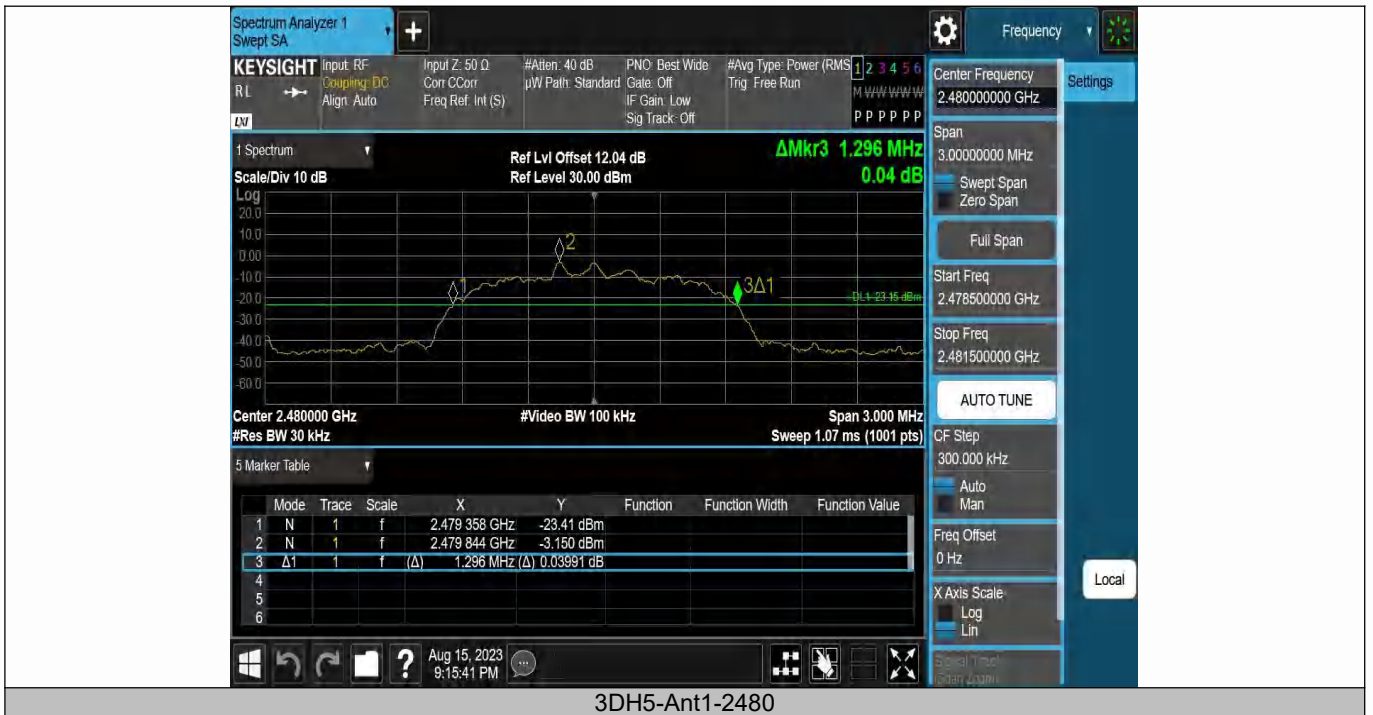 Spectrum Analyzer 1
Swept SA
+
Frequency
KEYSIGHT
RL
LXI
Input: RF
Coupling: DC
Align: Auto
Input Z: 50 Ω
Corr CCorr
Freq Ref: Int (S)
#Atten: 40 dB
µW Path: Standard
PNO: Best Wide
Gate: Off
IF Gain: Low
Sig Track: Off
#Avg Type: Power (RMS
Trig: Free Run
1 2 3 4 5 6
M W W W W W
P P P P P P
1 Spectrum
Scale/Div 10 dB
Ref Lvl Offset 12.04 dB
Ref Level 30.00 dBm
ΔMkr3 1.296 MHz
0.04 dB
Log
20.0
10.0
0.00
-10.0
-20.0
-30.0
-40.0
-50.0
-60.0
1
2
3Δ1
DL1 -23.15 dBm
Center 2.480000 GHz
#Video BW 100 kHz
Span 3.000 MHz
#Res BW 30 kHz
Sweep 1.07 ms (1001 pts)
5 Marker Table
Mode Trace Scale X Y Function Function Width Function Value
1 N 1 f 2.479 358 GHz -23.41 dBm
2 N 1 f 2.479 844 GHz -3.150 dBm
3 Δ1 1 f (Δ) 1.296 MHz (Δ) 0.03991 dB
4
5
6
?
Aug 15, 2023
9:15:41 PM
Center Frequency
2.480000000 GHz
Settings
Span
3.00000000 MHz
Swept Span
Zero Span
Full Span
Start Freq
2.478500000 GHz
Stop Freq
2.481500000 GHz
AUTO TUNE
CF Step
300.000 kHz
Auto
Man
Freq Offset
0 Hz
X Axis Scale
Log
Lin
Signal Track
(Span Zoom)
Local
3DH5-Ant1-2480